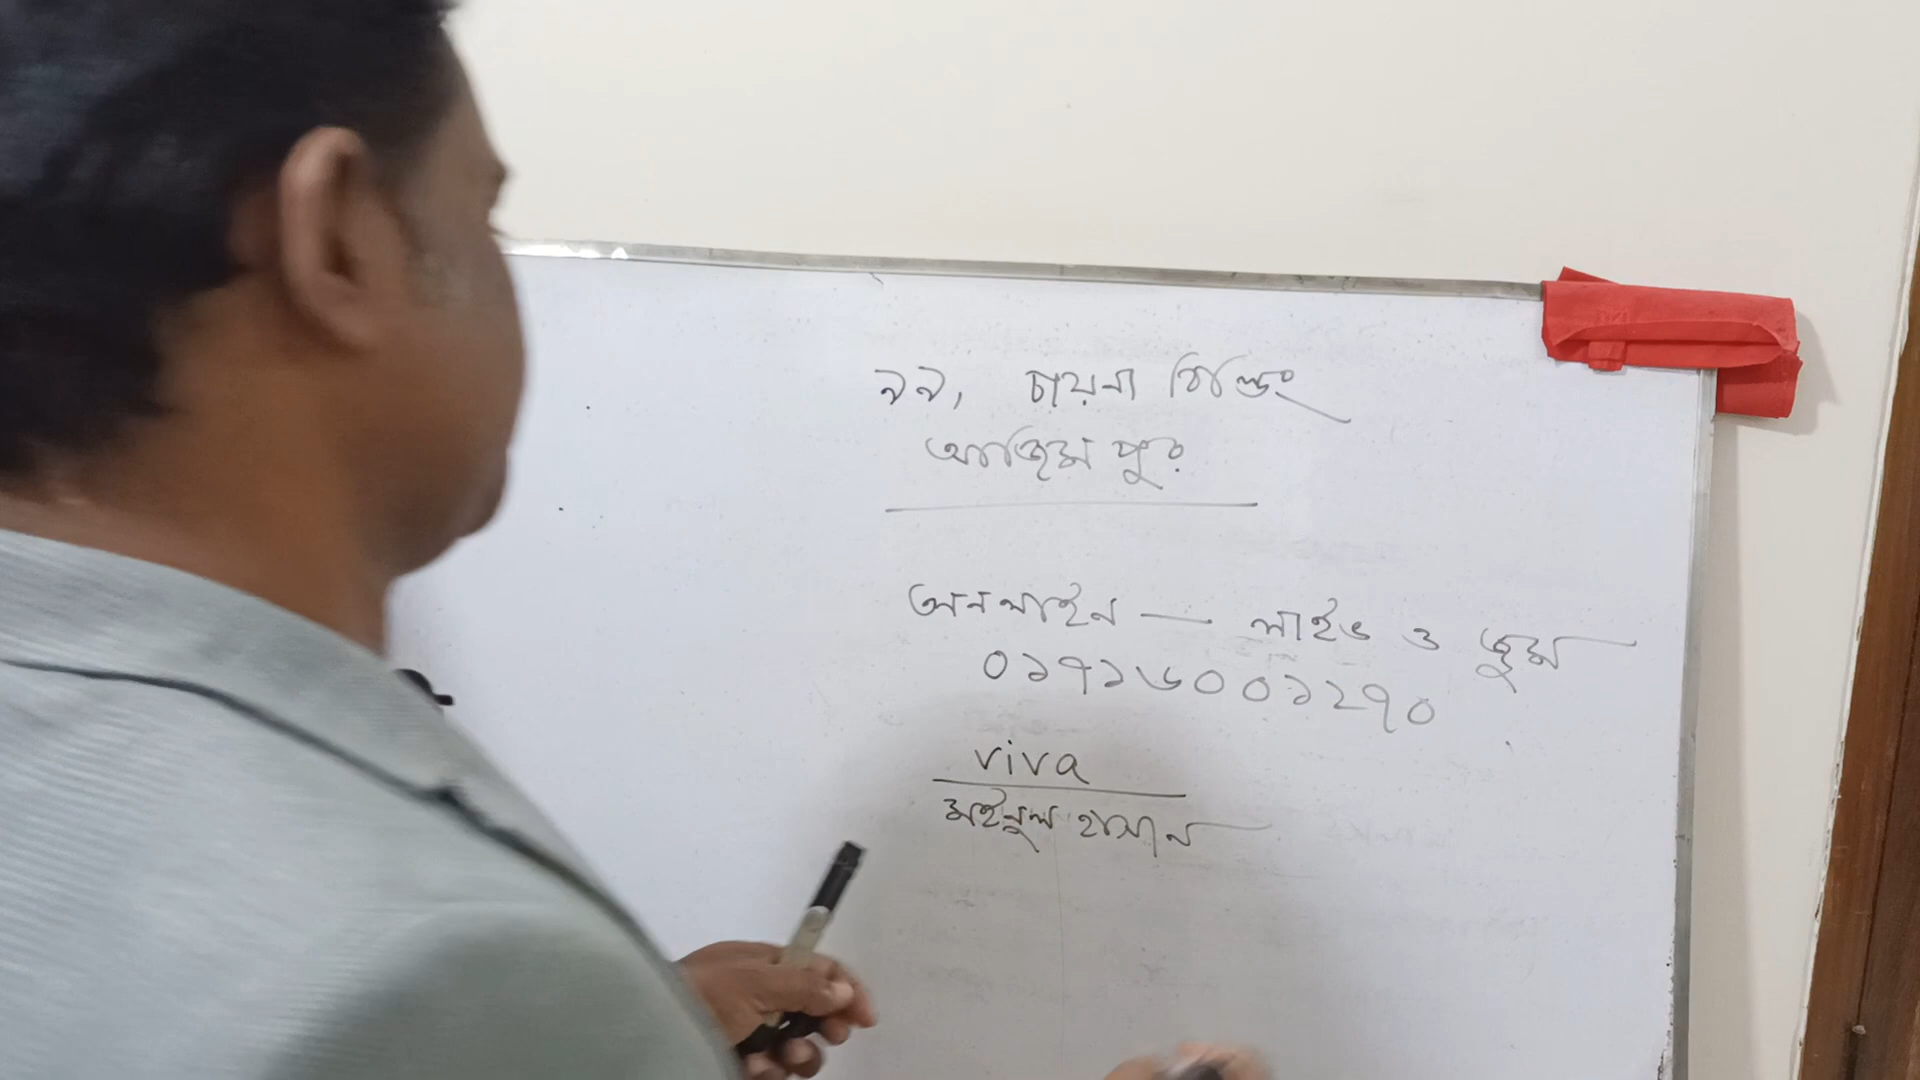 ৯৯, চায়না বিল্ডিং
আজিমপুর
অনলাইন — লাইভ ও জুম
০১৭১৬০০১২৭০
viva
মইনুল হাসান